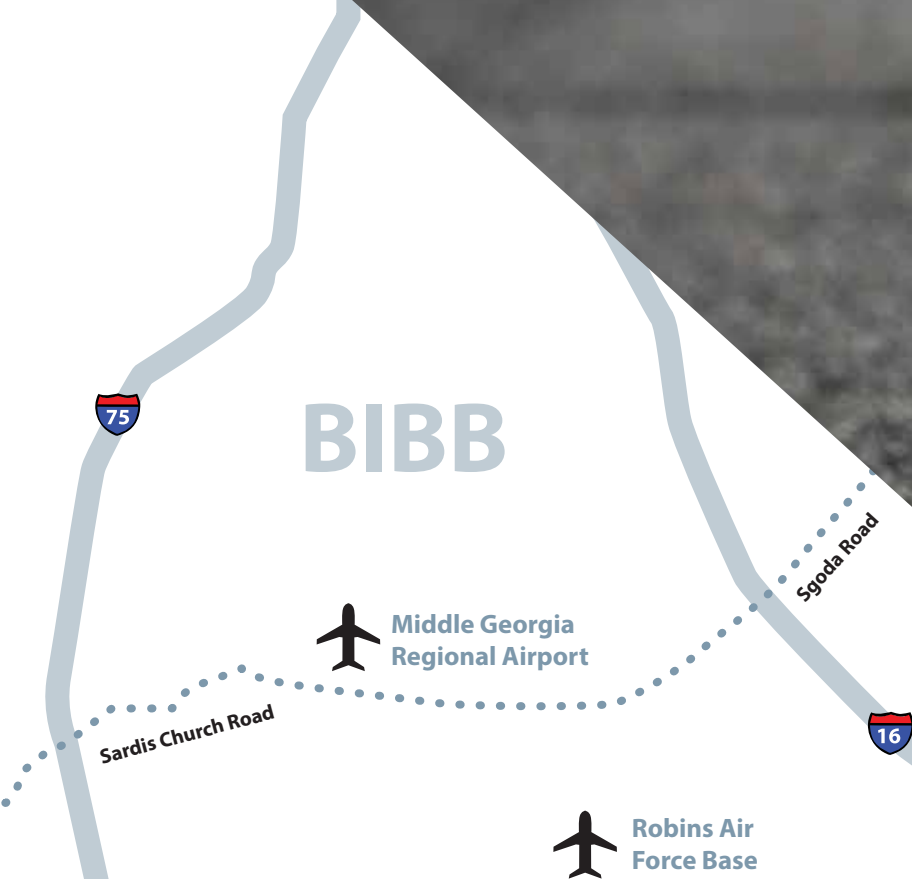 75
BIBB
Sgoda Road
Middle Georgia
Regional Airport
Sardis Church Road
16
Robins Air
Force Base